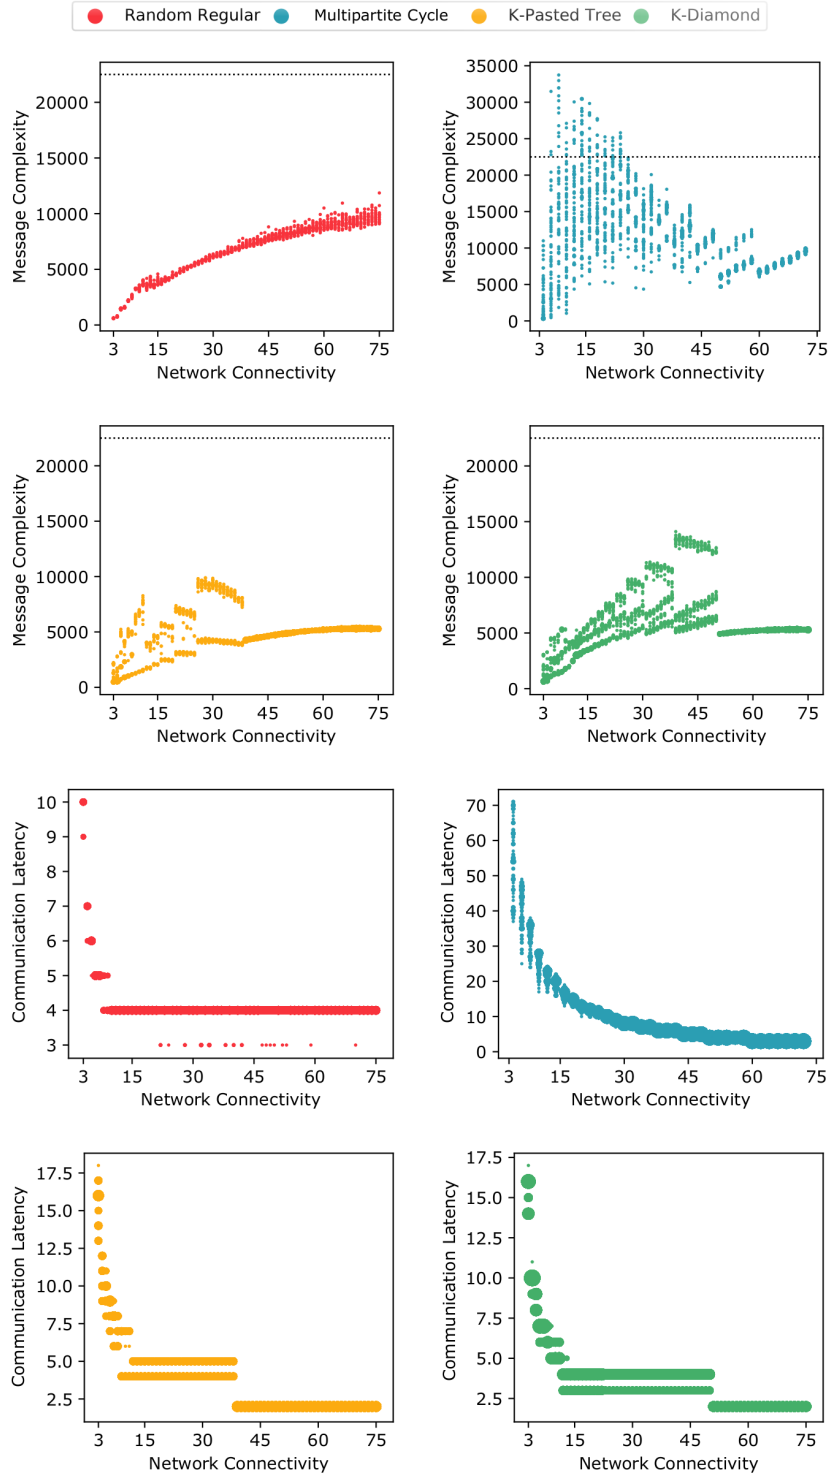 Random Regular Multipartite Cycle K-Pasted Tree K-Diamond
20000
15000
10000
5000
0
Message Complexity
3 15 30 45 60 75
Network Connectivity
35000
30000
25000
20000
15000
10000
5000
0
Message Complexity
3 15 30 45 60 75
Network Connectivity
20000
15000
10000
5000
0
Message Complexity
3 15 30 45 60 75
Network Connectivity
20000
15000
10000
5000
0
Message Complexity
3 15 30 45 60 75
Network Connectivity
10
9
8
7
6
5
4
3
Communication Latency
3 15 30 45 60 75
Network Connectivity
70
60
50
40
30
20
10
0
Communication Latency
3 15 30 45 60 75
Network Connectivity
17.5
15.0
12.5
10.0
7.5
5.0
2.5
Communication Latency
3 15 30 45 60 75
Network Connectivity
17.5
15.0
12.5
10.0
7.5
5.0
2.5
Communication Latency
3 15 30 45 60 75
Network Connectivity